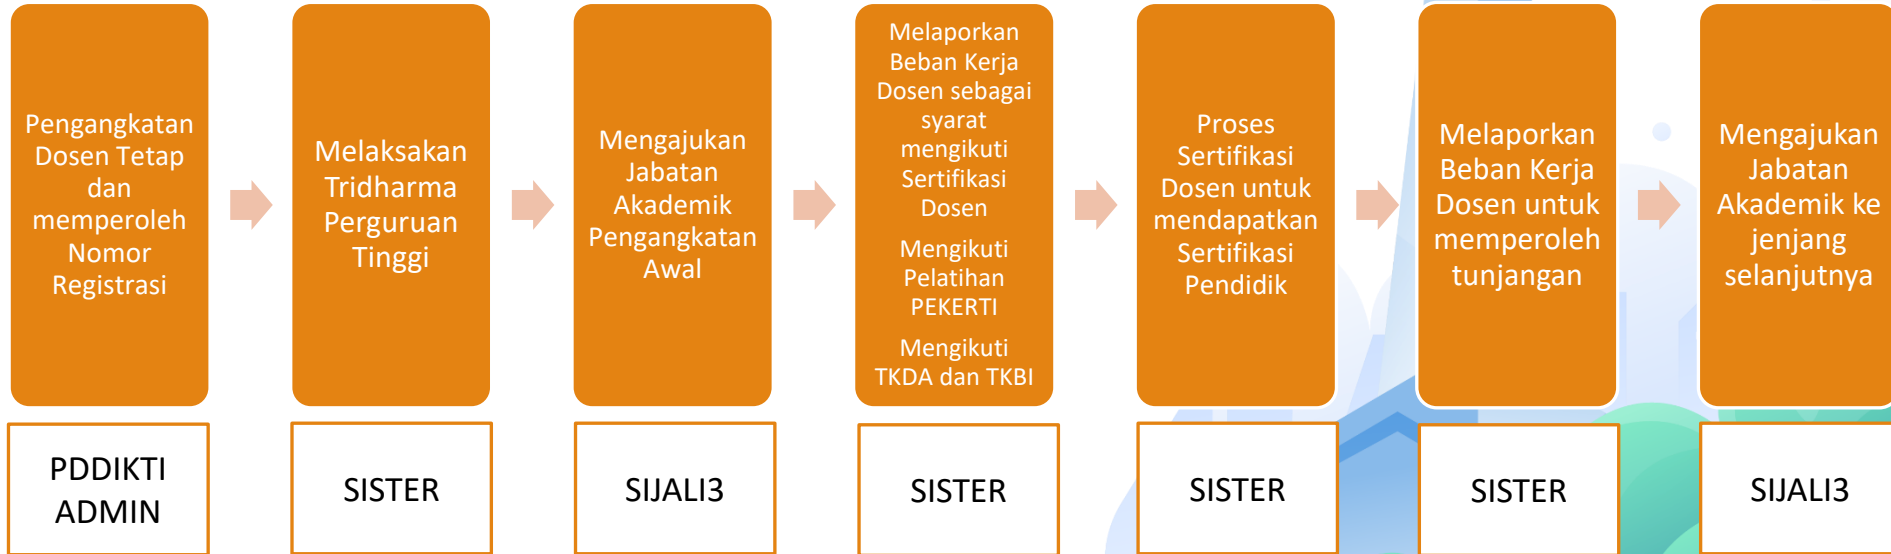 Pengangkatan
Dosen Tetap
dan
memperoleh
Nomor
Registrasi
Melaksakan
Tridharma
Perguruan
Tinggi
Mengajukan
Jabatan
Akademik
Pengangkatan
Awal
Melaporkan
Beban Kerja
Dosen sebagai
syarat
mengikuti
Sertifikasi
Dosen
Mengikuti
Pelatihan
PEKERTI
Mengikuti
TKDA dan TKBI
Proses
Sertifikasi
Dosen untuk
mendapatkan
Sertifikasi
Pendidik
Melaporkan
Beban Kerja
Dosen untuk
memperoleh
tunjangan
Mengajukan
Jabatan
Akademik ke
jenjang
selanjutnya
PDDIKTI
ADMIN
SISTER
SIJALI3
SISTER
SISTER
SISTER
SIJALI3